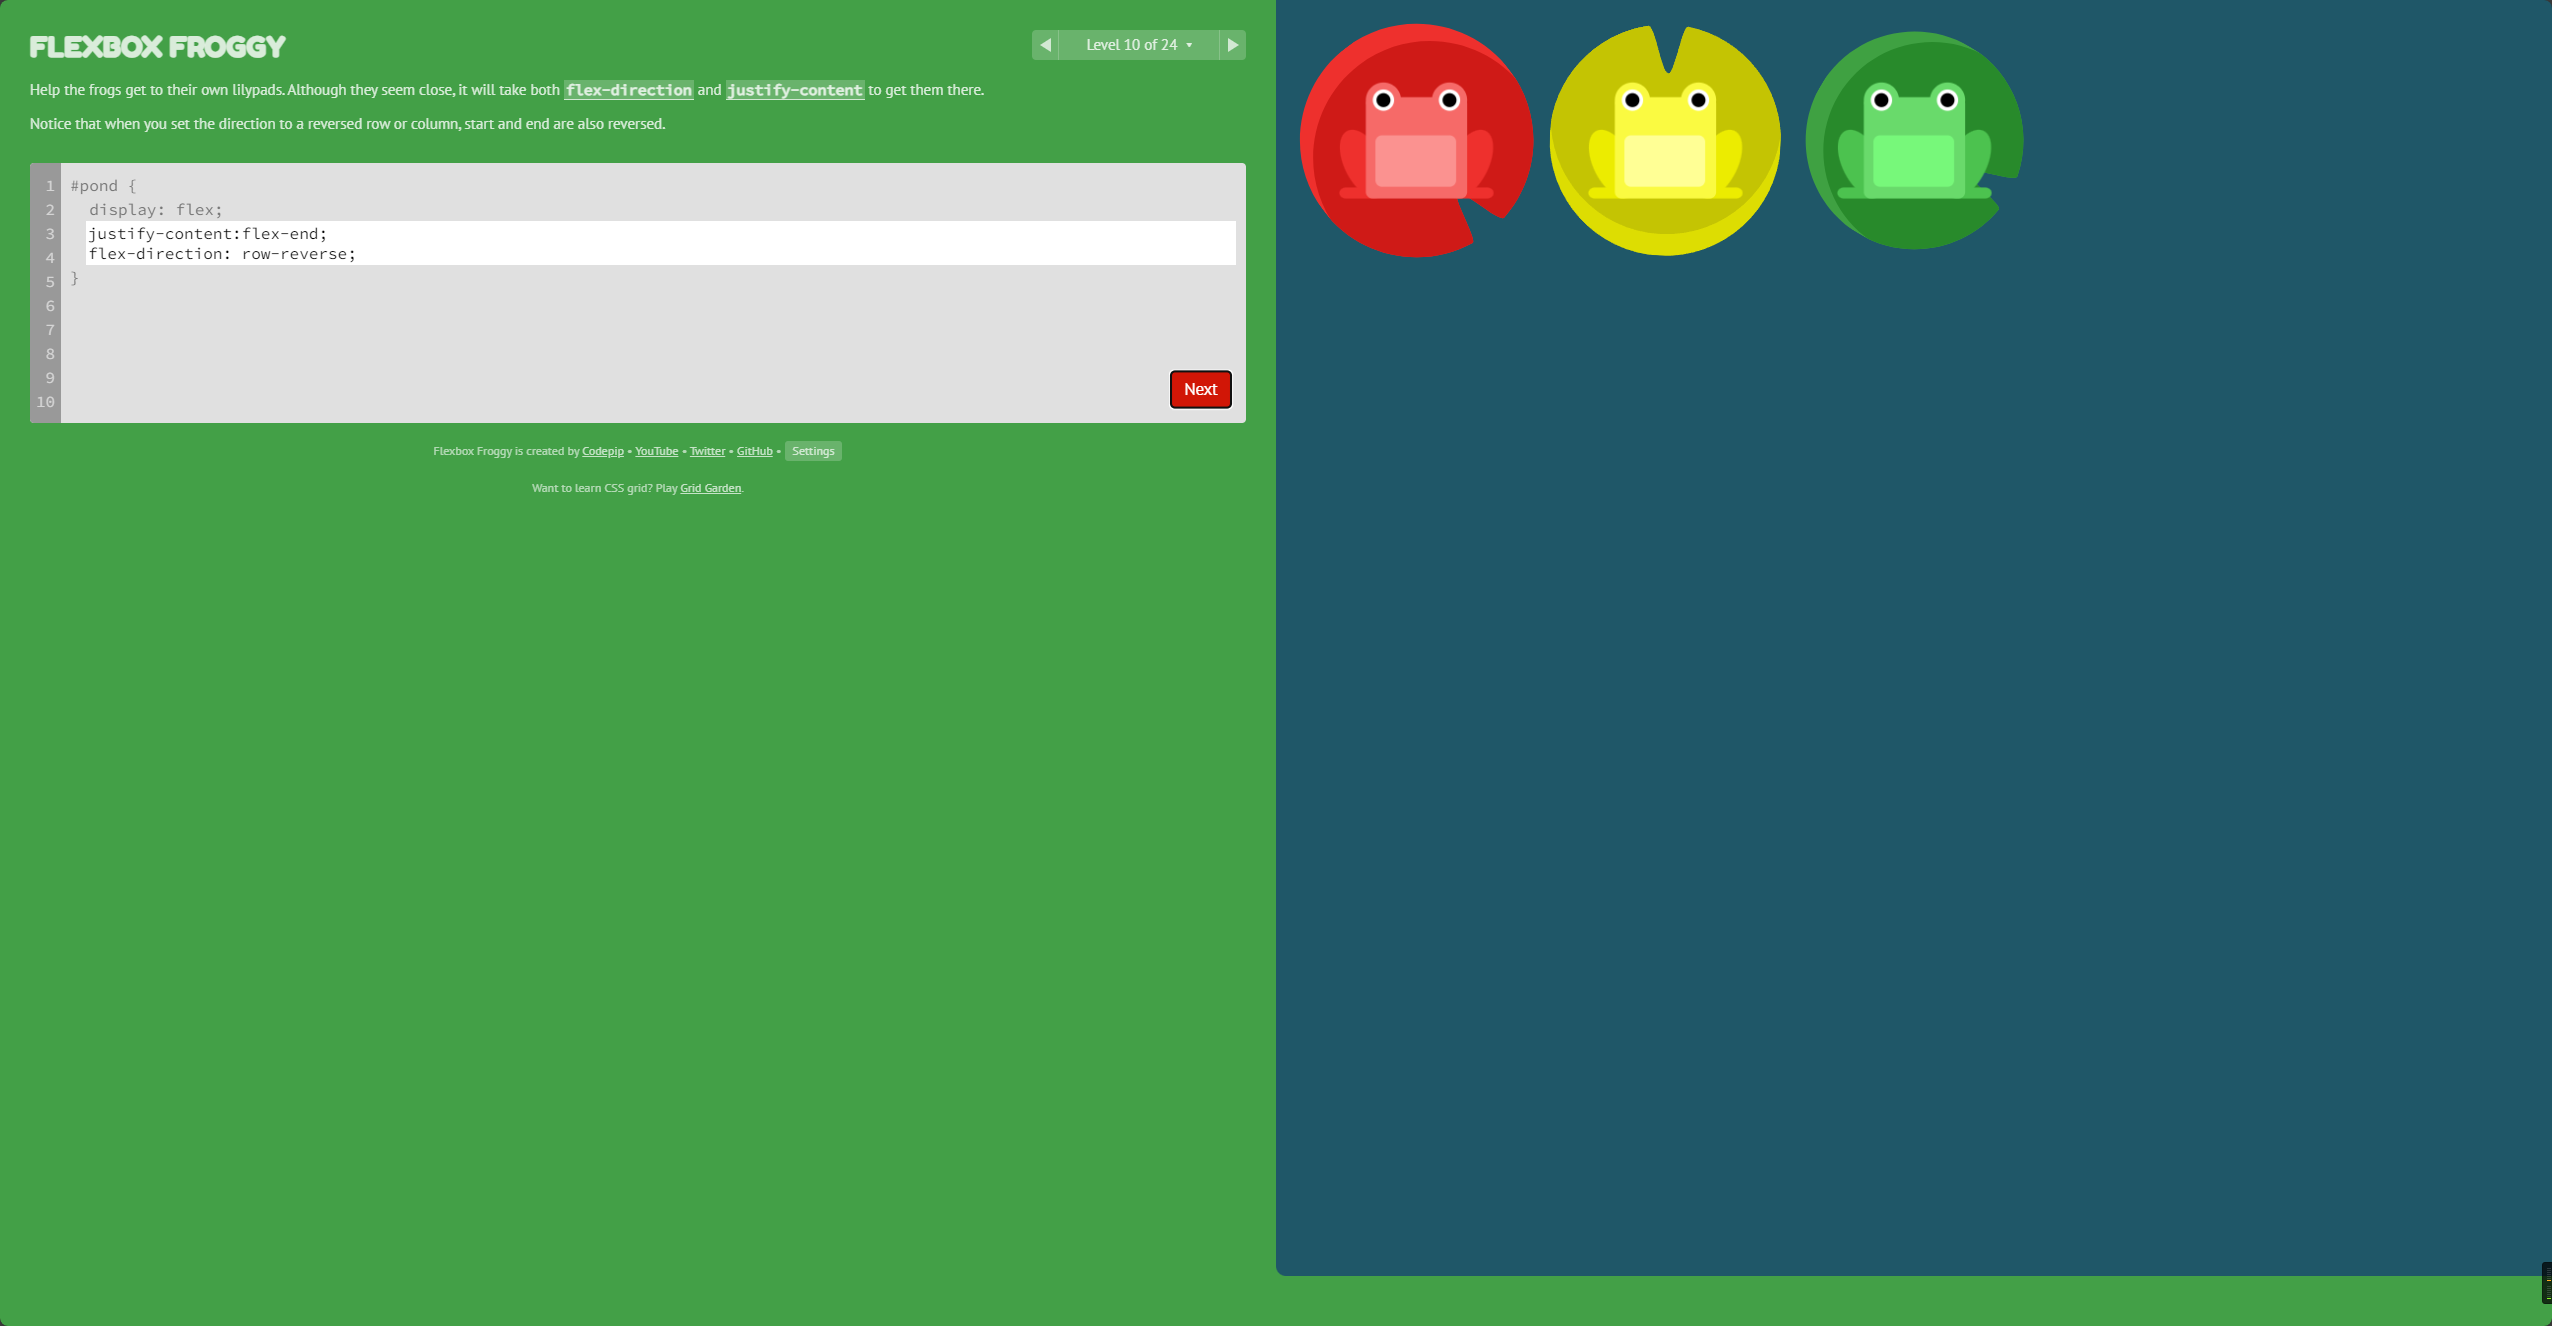 FLEXBOX FROGGY
Level 10 of 24
Help the frogs get to their own lilypads. Although they seem close, it will take both flex-direction and justify-content to get them there.
Notice that when you set the direction to a reversed row or column, start and end are also reversed.
1 #pond {
2 display: flex;
3 justify-content:flex-end;
4 flex-direction: row-reverse;
5 }
6
7
8
9
10
Next
Flexbox Froggy is created by Codepip • YouTube • Twitter • GitHub • Settings
Want to learn CSS grid? Play Grid Garden.